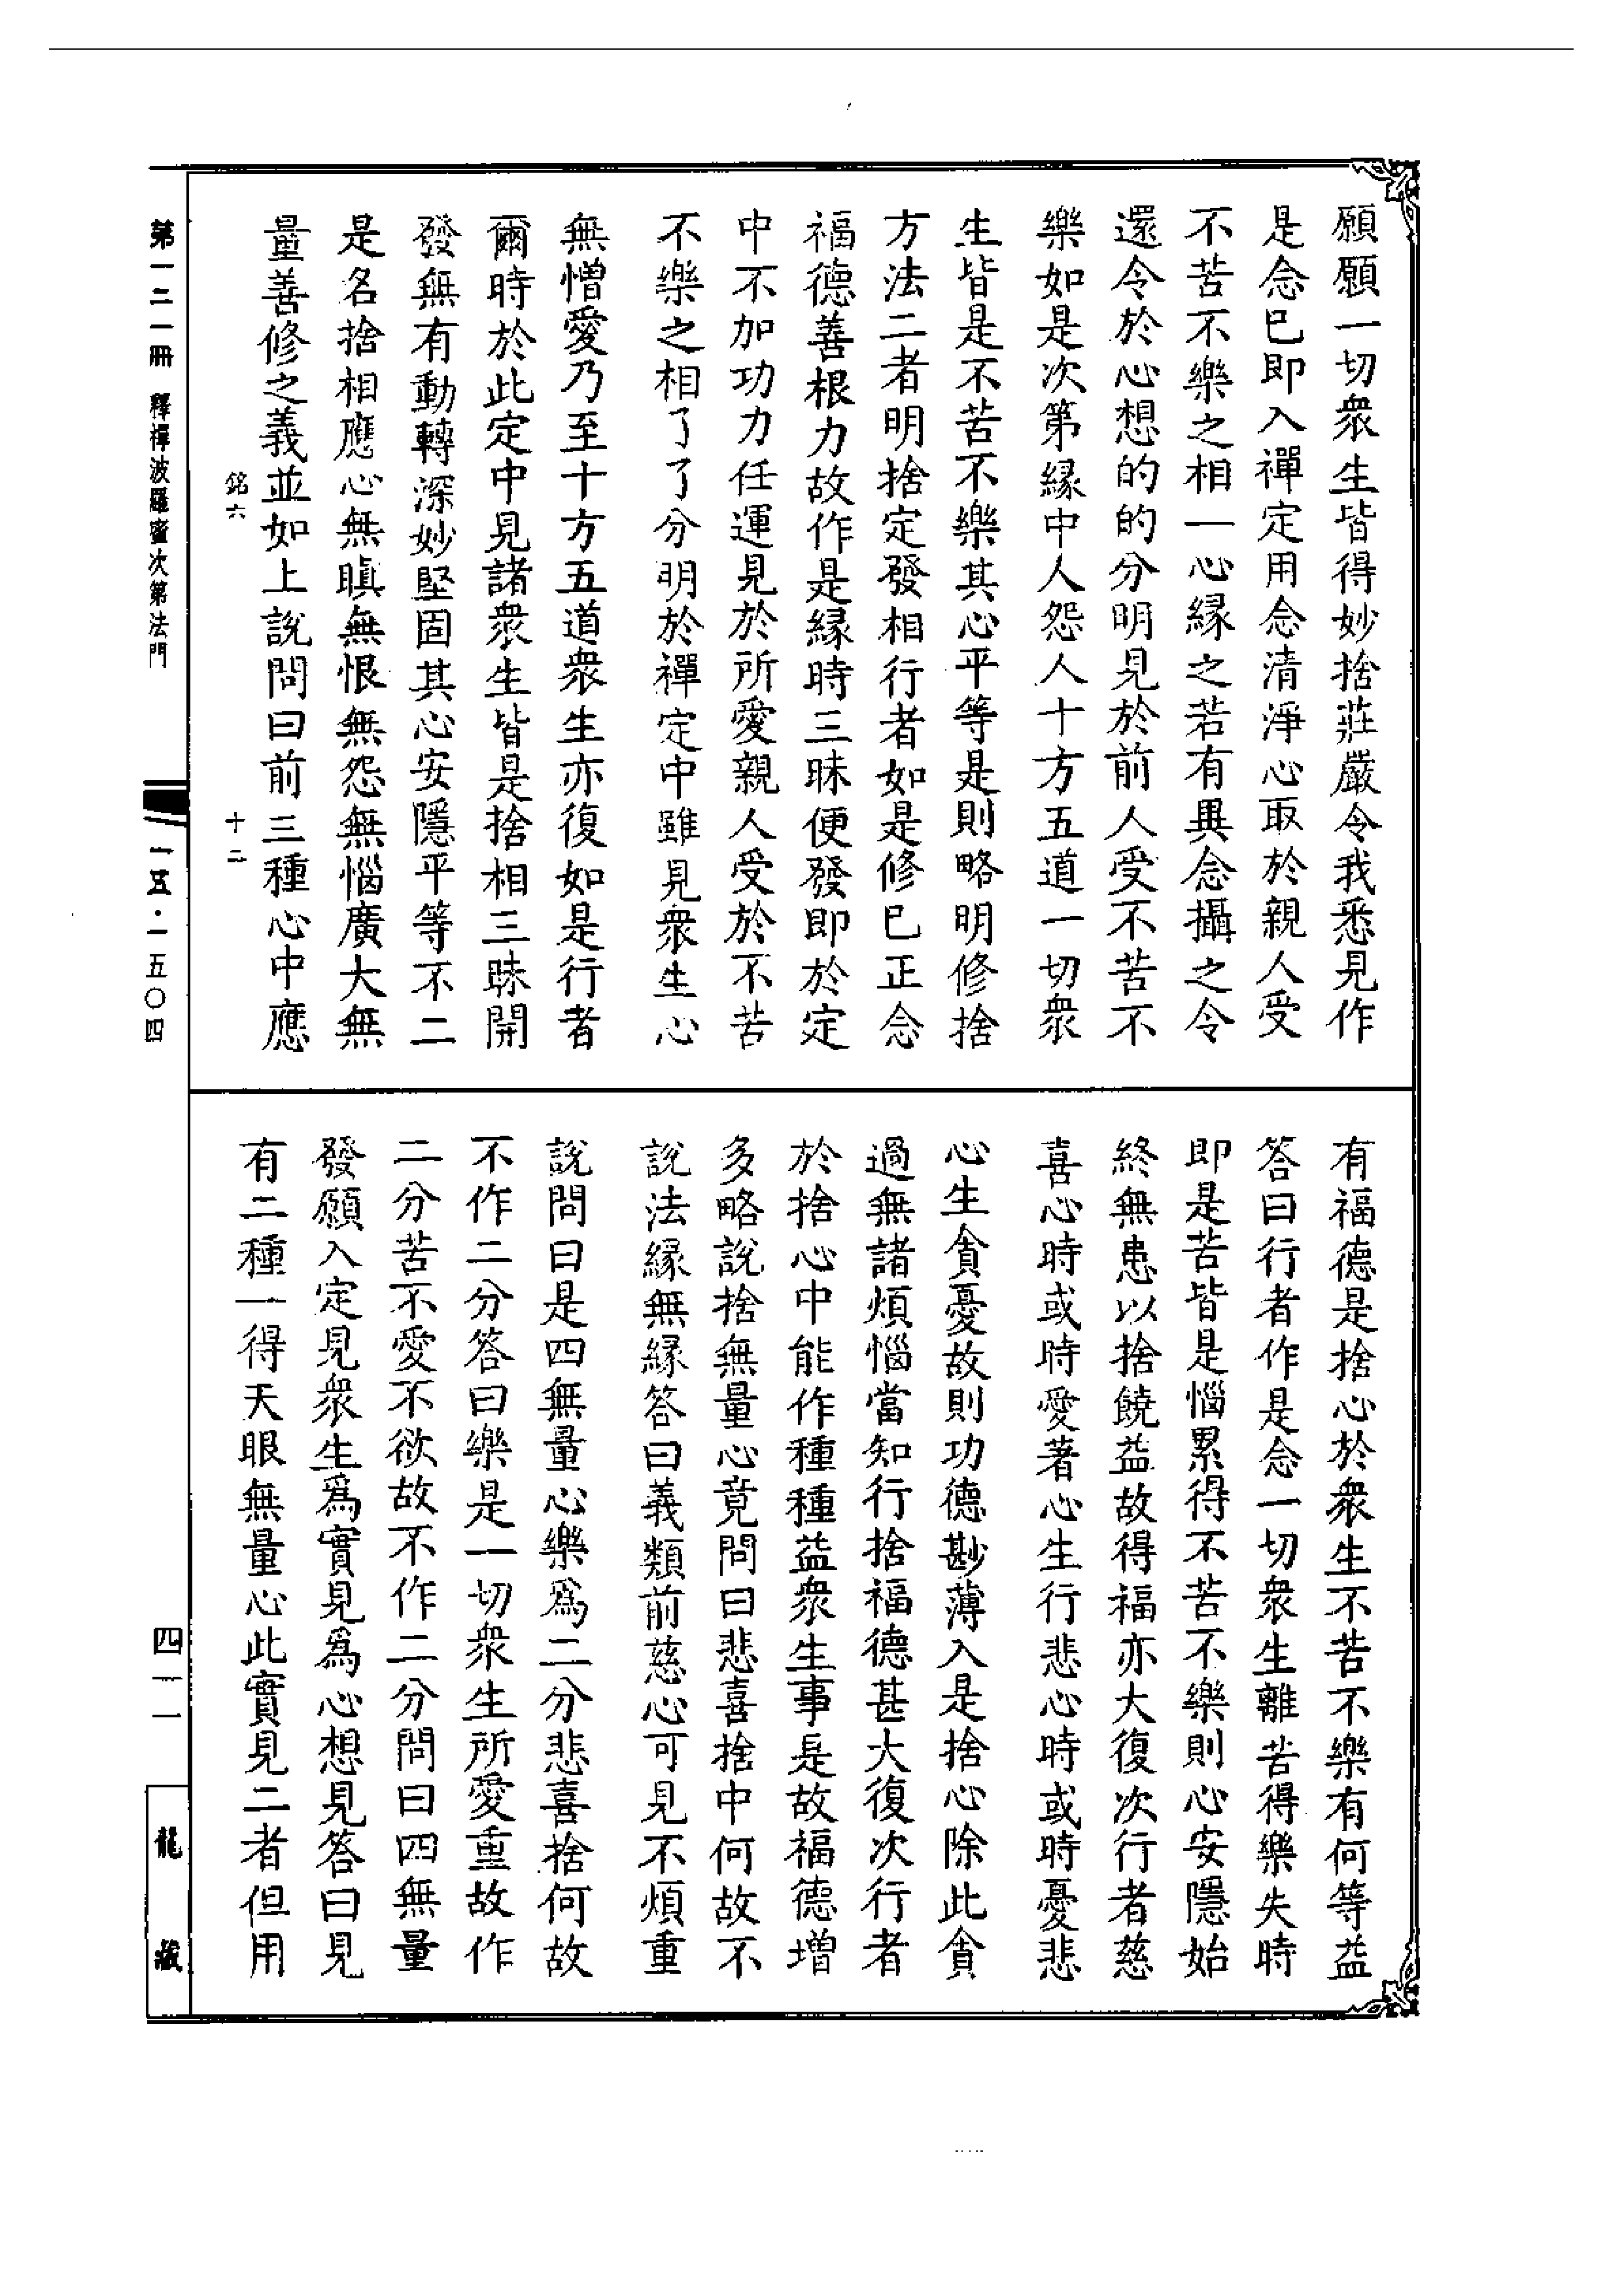 願願一切衆生皆得妙捨莊嚴令我悉見作
是念已即入禪定用念清淨心取於親人受
不苦不樂之相一心緣之若有異念攝之令
還令於心想的的分明見於前人受不苦不
樂如是次第緣中人怨人十方五道一切衆
生皆是不苦不樂其心平等是則略明修捨
方法二者明捨定發相行者如是修已正念
福德善根力故作是緣時三昧便發即於定
中不加功力任運見於所愛親人受於不苦
不樂之相了了分明於禪定中雖見衆生心
無憎愛乃至十方五道衆生亦復如是行者
爾時於此定中見諸衆生皆是捨相三昧開
發無有動轉深妙堅固其心安隱平等不二
是名捨相應心無瞋無恨無怨無惱廣大無
量善修之義並如上說問曰前三種心中應
銘六 十二
有福德是捨心於衆生不苦不樂有何等益
答曰行者作是念一切衆生離苦得樂失時
即是苦皆是惱累得不苦不樂則心安隱始
終無患以捨饒益故得福亦大復次行者慈
喜心時或時愛著心生行悲心時或時憂悲
心生貪憂故則功德尠薄入是捨心除此貪
過無諸煩惱當知行捨福德甚大復次行者
於捨心中能作種種益衆生事是故福德增
多略說捨無量心竟問曰悲喜捨中何故不
說法緣無緣答曰義類前慈心可見不煩重
說問曰是四無量心樂爲二分悲喜捨何故
不作二分答曰樂是一切衆生所愛重故作
二分苦不愛不欲故不作二分問曰四無量
發願入定見衆生爲實見爲心想見答曰見
有二種一得天眼無量心此實見二者但用
第一二一冊 釋禪波羅蜜次第法門
一五·一五〇四
四一一
龍藏